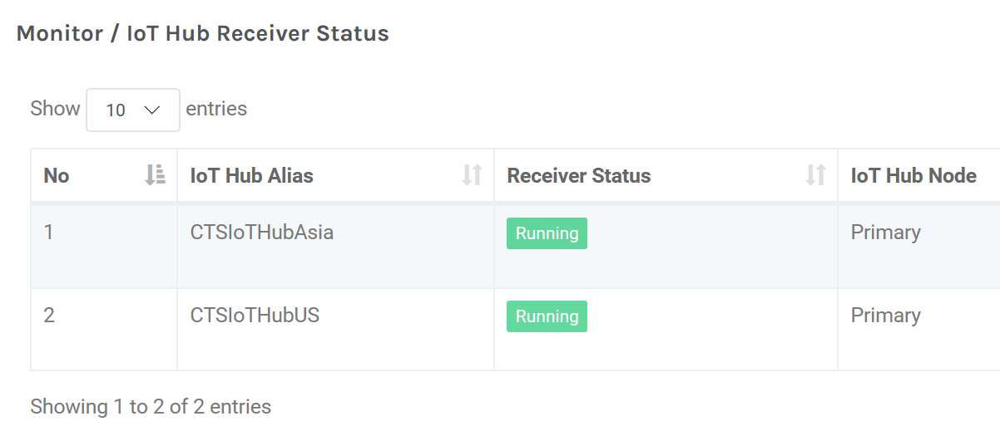 Monitor / IoT Hub Receiver Status
Show 10 entries
No IoT Hub Alias Receiver Status IoT Hub Node
1 CTSIoTHubAsia Running Primary
2 CTSIoTHubUS Running Primary
Showing 1 to 2 of 2 entries